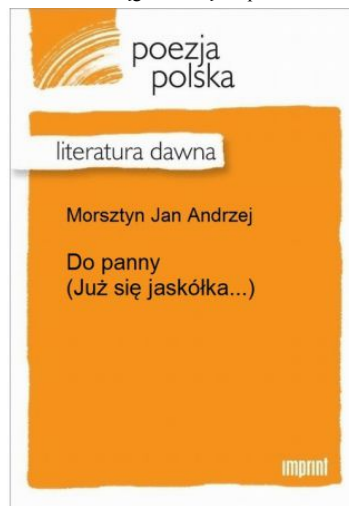 poezja
polska
literatura dawna
Morsztyn Jan Andrzej
Do panny
(Już się jaskółka...)
imprint